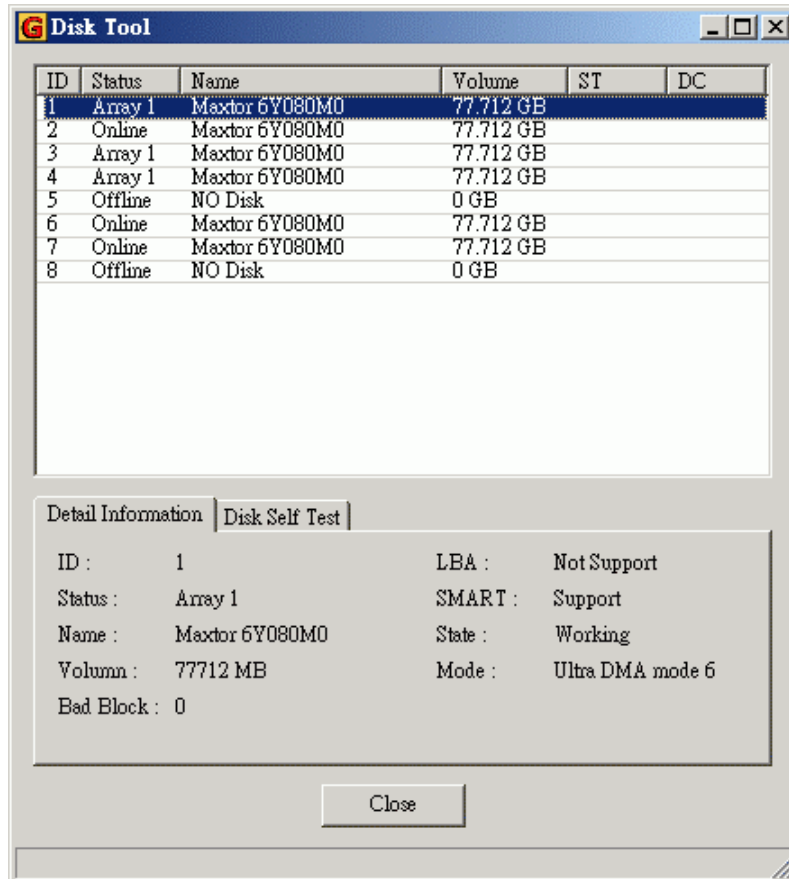 G Disk Tool
ID Status Name Volume ST DC
1 Array 1 Maxtor 6Y080M0 77.712 GB
2 Online Maxtor 6Y080M0 77.712 GB
3 Array 1 Maxtor 6Y080M0 77.712 GB
4 Array 1 Maxtor 6Y080M0 77.712 GB
5 Offline NO Disk 0 GB
6 Online Maxtor 6Y080M0 77.712 GB
7 Online Maxtor 6Y080M0 77.712 GB
8 Offline NO Disk 0 GB
Detail Information Disk Self Test
ID : 1 LBA : Not Support
Status : Array 1 SMART : Support
Name : Maxtor 6Y080M0 State : Working
Volumn : 77712 MB Mode : Ultra DMA mode 6
Bad Block : 0
Close